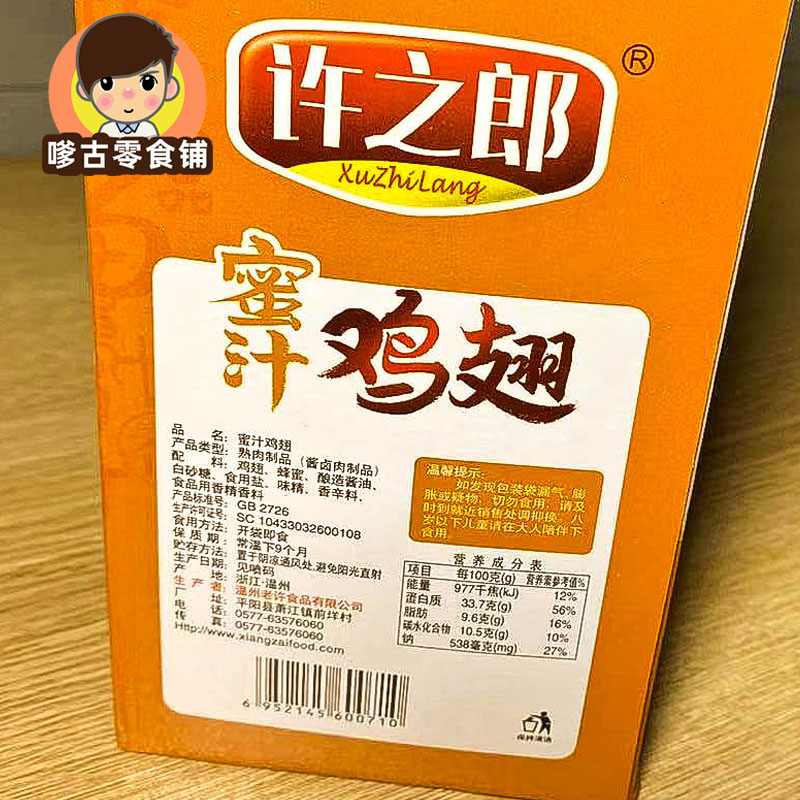 许之郎
®
XuZhiLang
嗲古零食铺
蜜汁
鸡翅
品 名：蜜汁鸡翅
产品类型：熟肉制品（酱卤肉制品）
配 料：鸡翅、蜂蜜、酿造酱油、
白砂糖、食用盐、味精、香辛料、
食品用香精香料
产品标准号：GB 2726
生产许可证号：SC 10433032600108
食用方法：开袋即食
保 质 期：常温下9个月
贮存方法：置于阴凉通风处,避免阳光直射
生产日期：见喷码
产 地：浙江·温州
生 产 者：温州老许食品有限公司
厂 址：平阳县萧江镇前垟村
电 话：0577-63576060
传 真：0577-63576060
Http://www.xiangzaifood.com
6 952145 600710
温馨提示：
如发现包装袋漏气、膨
胀或疑物，切勿食用，请及
时到就近销售处调抑换，八
岁以下儿童请在大人陪伴下
食用。
营养成分表
项目 每100克(g) 营养素参考值%
能量 977千焦(kJ) 12%
蛋白质 33.7克(g) 56%
脂肪 9.6克(g) 16%
碳水化合物 10.5克(g) 10%
钠 538毫克(mg) 27%
保持清洁